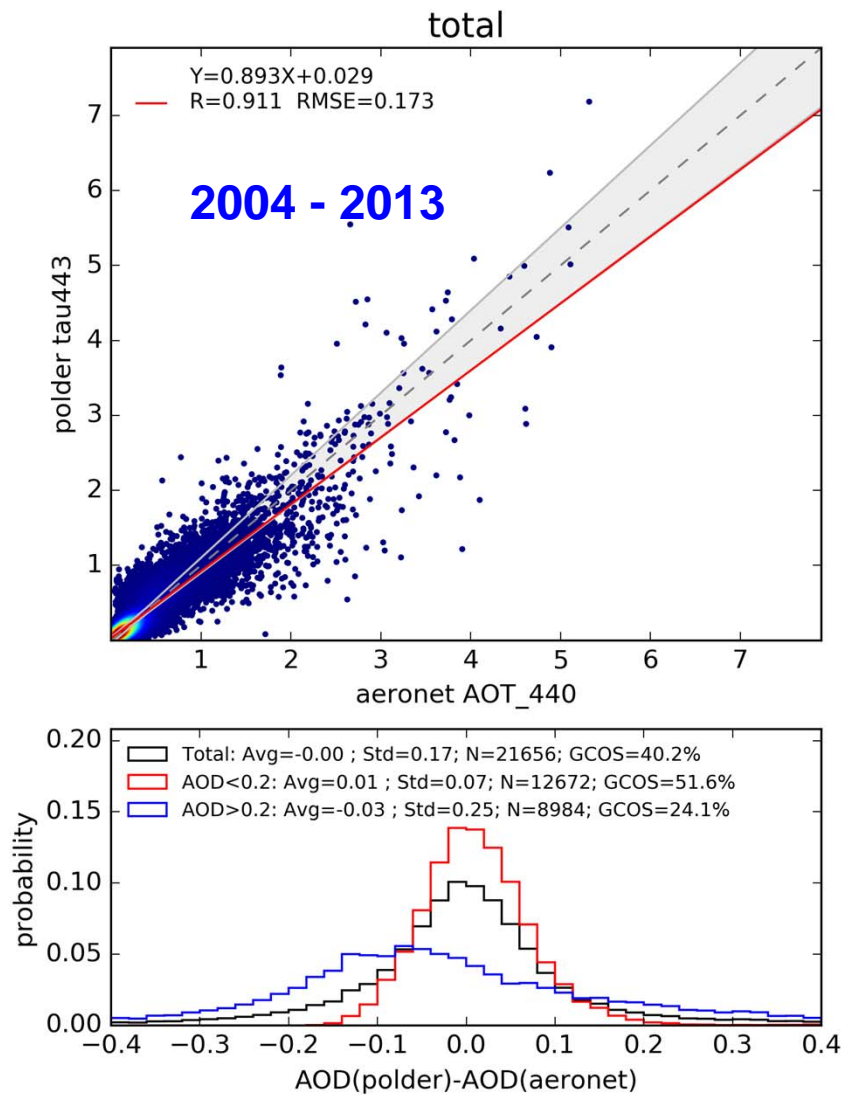 total
Y=0.893X+0.029
R=0.911 RMSE=0.173
2004 - 2013
7
6
5
4
3
2
1
polder tau443
1 2 3 4 5 6 7
aeronet AOT_440
0.20
0.15
0.10
0.05
0.00
probability
Total: Avg=-0.00 ; Std=0.17; N=21656; GCOS=40.2%
AOD<0.2: Avg=0.01 ; Std=0.07; N=12672; GCOS=51.6%
AOD>0.2: Avg=-0.03 ; Std=0.25; N=8984; GCOS=24.1%
−0.4 −0.3 −0.2 −0.1 0.0 0.1 0.2 0.3 0.4
AOD(polder)-AOD(aeronet)